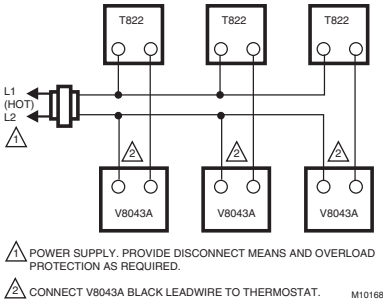 T822 T822 T822
L1
(HOT)
L2
1
2 2 2
V8043A V8043A V8043A
1 POWER SUPPLY. PROVIDE DISCONNECT MEANS AND OVERLOAD
PROTECTION AS REQUIRED.
2 CONNECT V8043A BLACK LEADWIRE TO THERMOSTAT. M10168